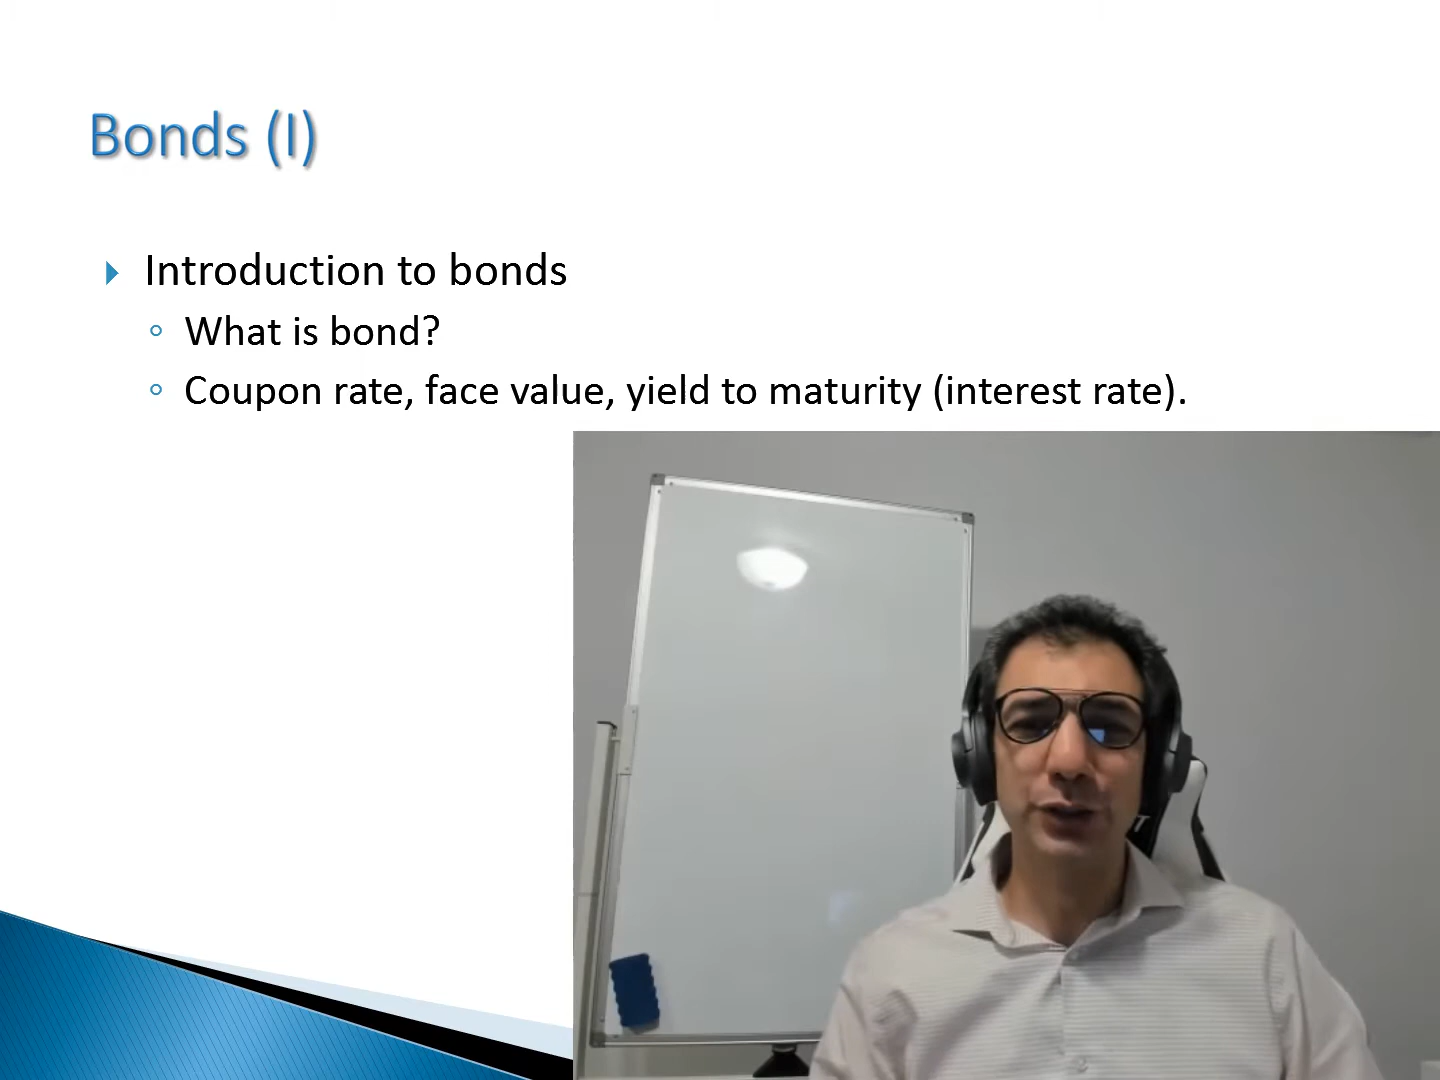 Bonds (I)
Introduction to bonds
What is bond?
Coupon rate, face value, yield to maturity (interest rate).